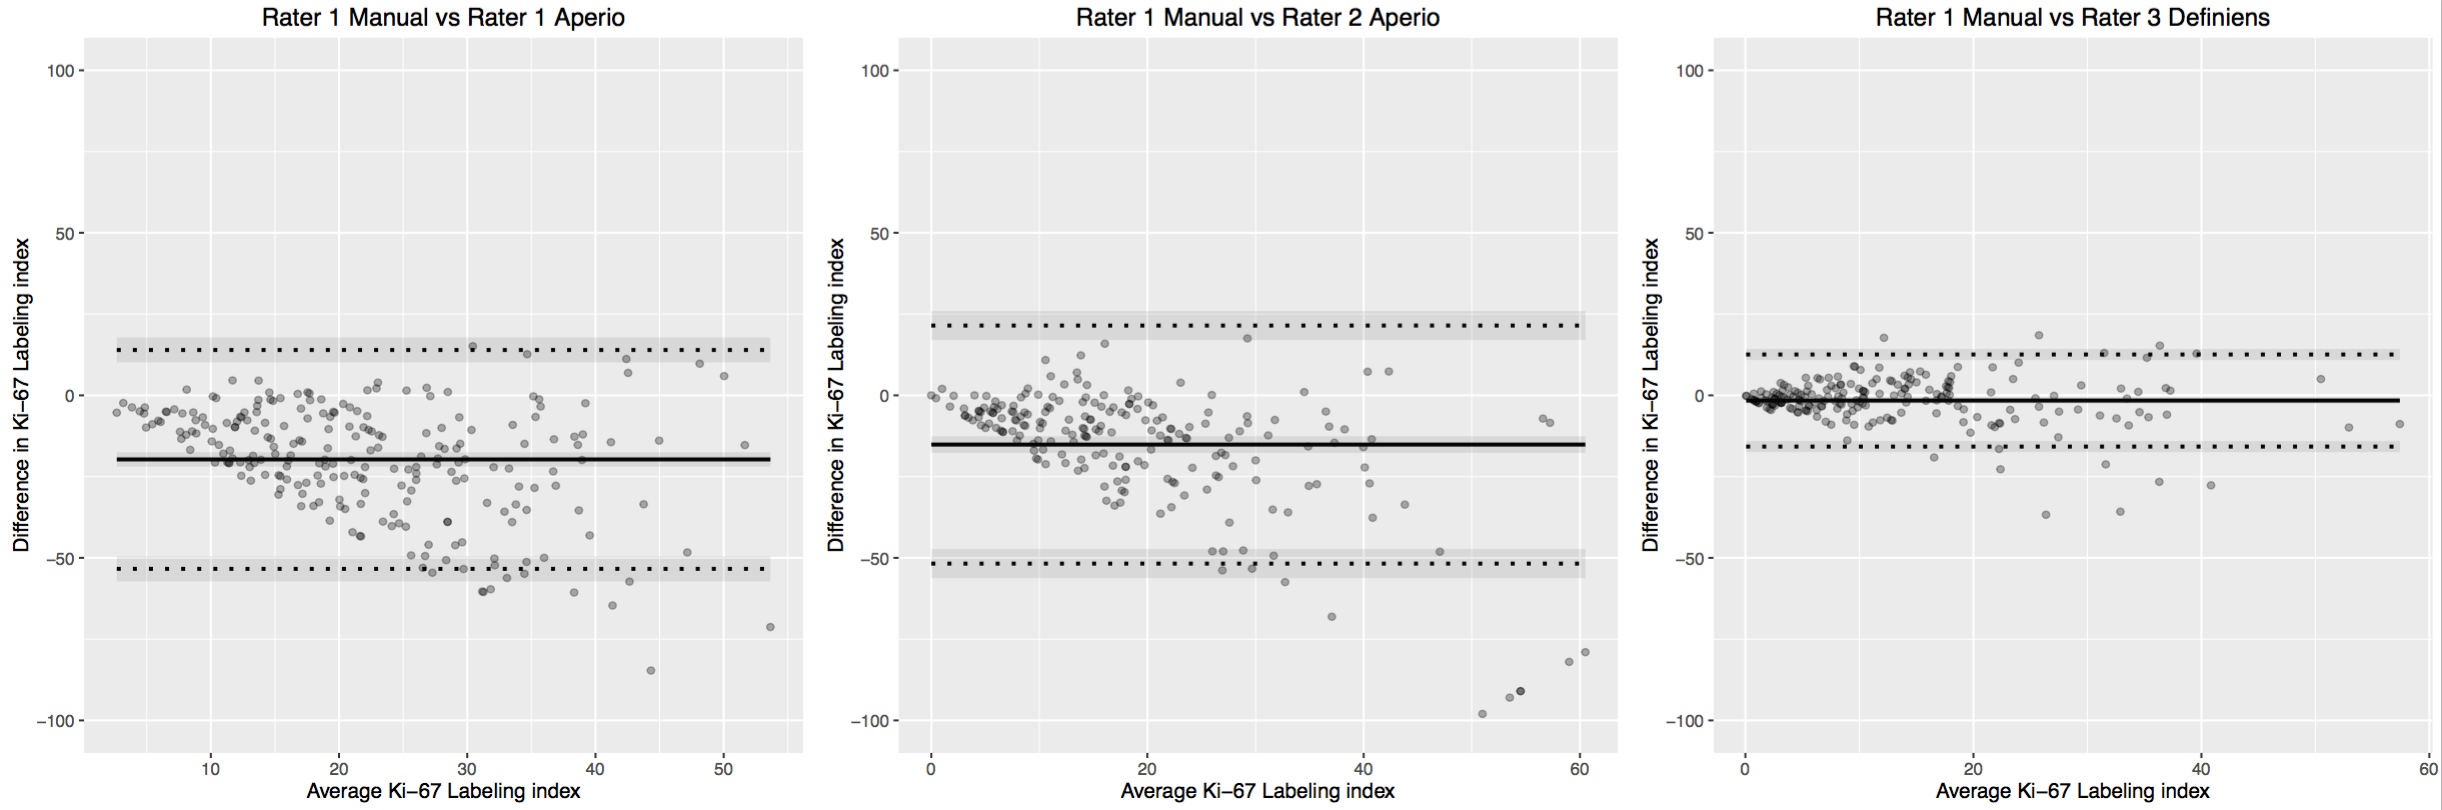 Rater 1 Manual vs Rater 1 Aperio
Difference in Ki−67 Labeling index
100
50
0
−50
−100
10 20 30 40 50
Average Ki−67 Labeling index
Rater 1 Manual vs Rater 2 Aperio
Difference in Ki−67 Labeling index
100
50
0
−50
−100
0 20 40 60
Average Ki−67 Labeling index
Rater 1 Manual vs Rater 3 Definiens
Difference in Ki−67 Labeling index
100
50
0
−50
−100
0 20 40 60
Average Ki−67 Labeling index